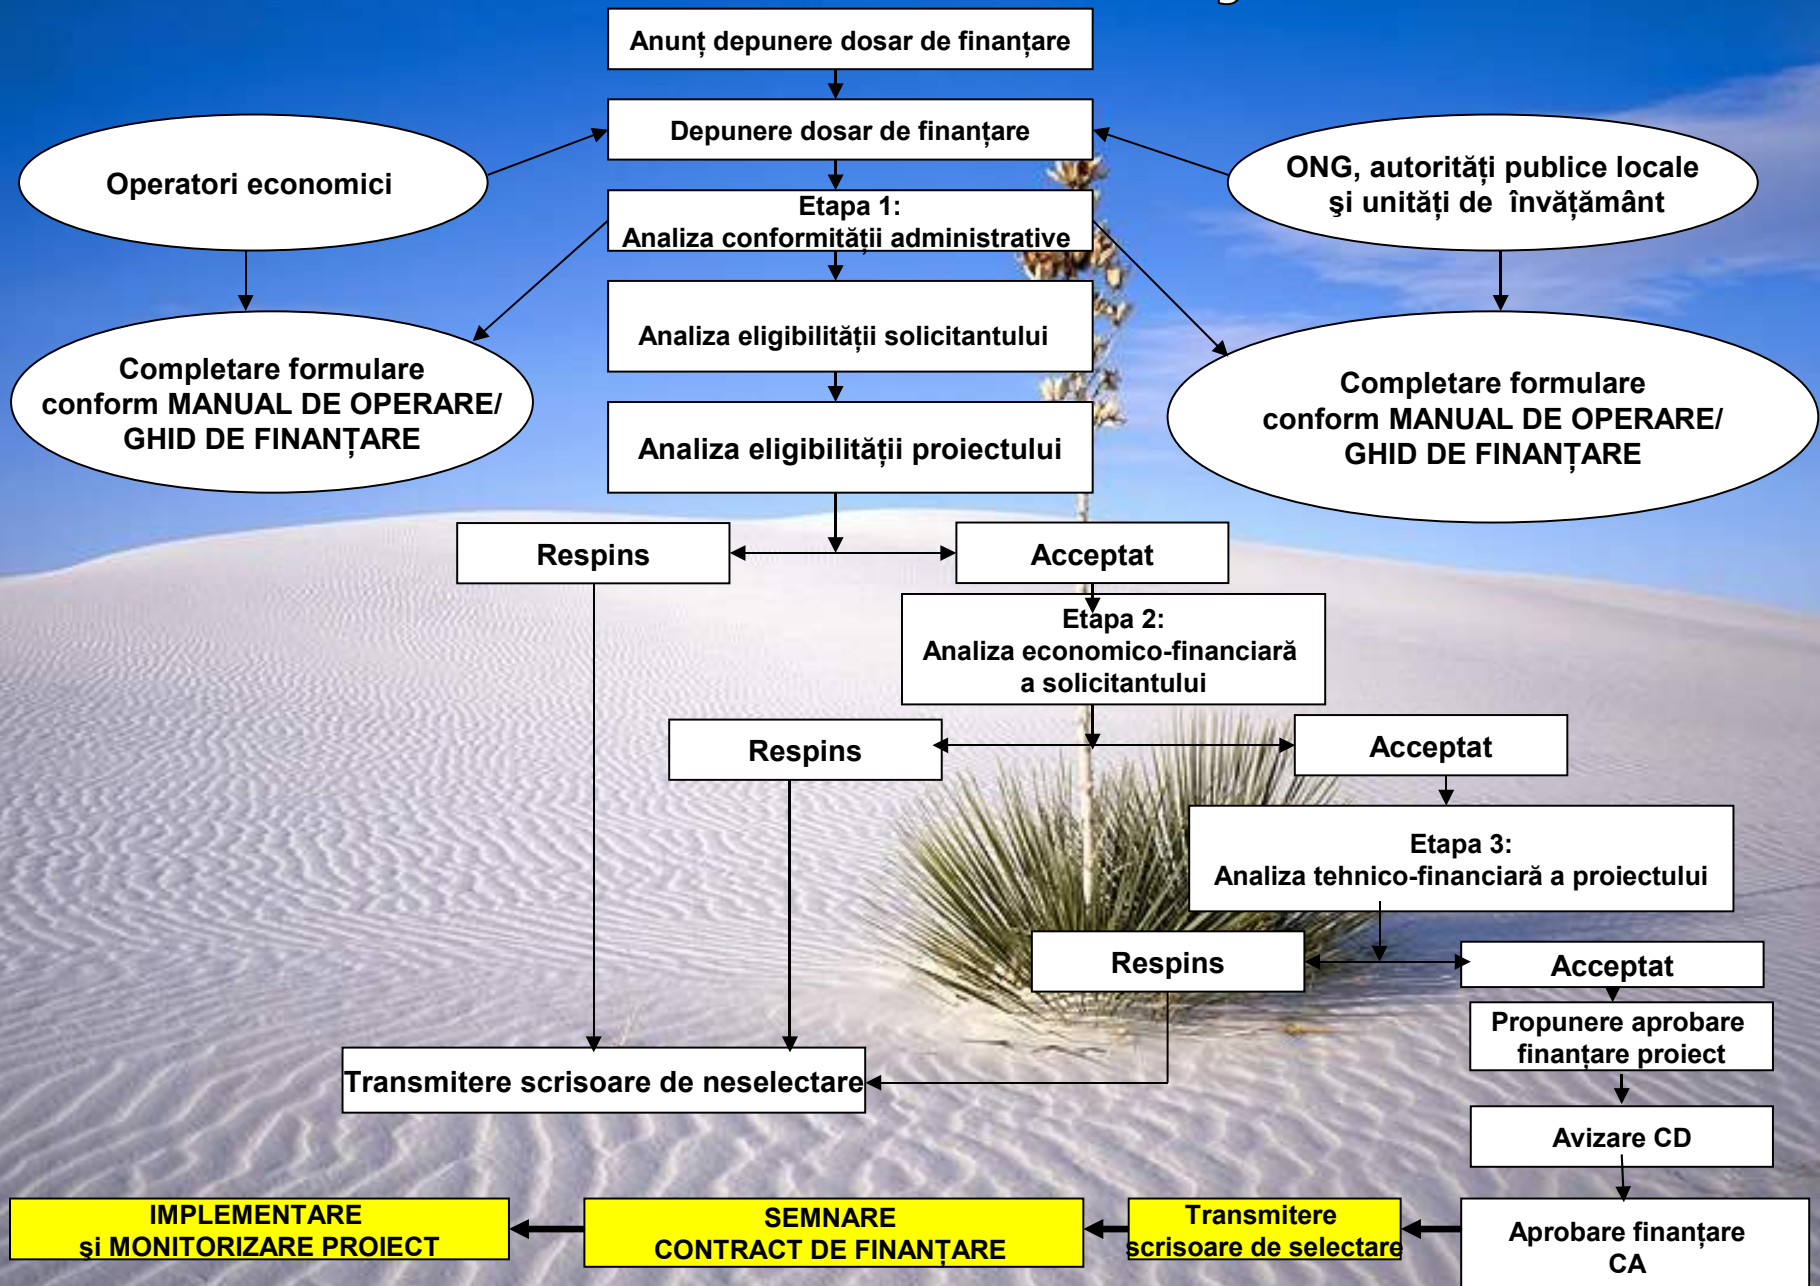 Anunț depunere dosar de finanțare
Depunere dosar de finanțare
Operatori economici
ONG, autorități publice locale
şi unități de învățământ
Etapa 1:
Analiza conformității administrative
Analiza eligibilității solicitantului
Completare formulare
conform MANUAL DE OPERARE/
GHID DE FINANȚARE
Completare formulare
conform MANUAL DE OPERARE/
GHID DE FINANȚARE
Analiza eligibilității proiectului
Respins
Acceptat
Etapa 2:
Analiza economico-financiară
a solicitantului
Respins
Acceptat
Etapa 3:
Analiza tehnico-financiară a proiectului
Respins
Acceptat
Propunere aprobare
finanțare proiect
Transmitere scrisoare de neselectare
Avizare CD
IMPLEMENTARE
şi MONITORIZARE PROIECT
SEMNARE
CONTRACT DE FINANȚARE
Transmitere
scrisoare de selectare
Aprobare finanțare
CA